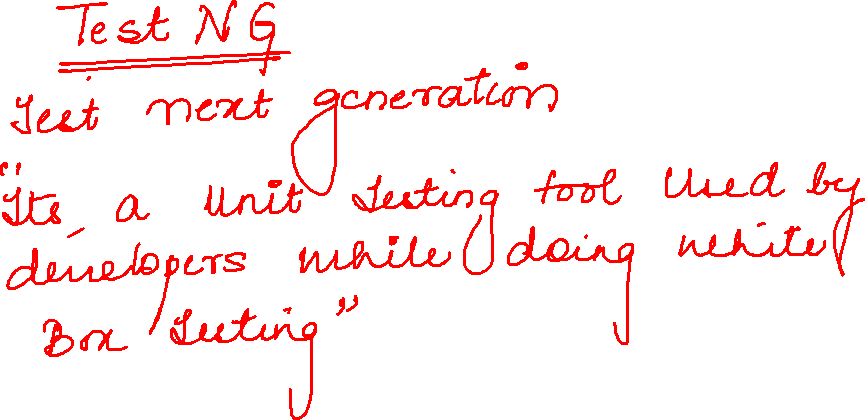 Test NG
Test next generation
"Its a Unit Testing tool Used by
developers while doing white
Box Testing"